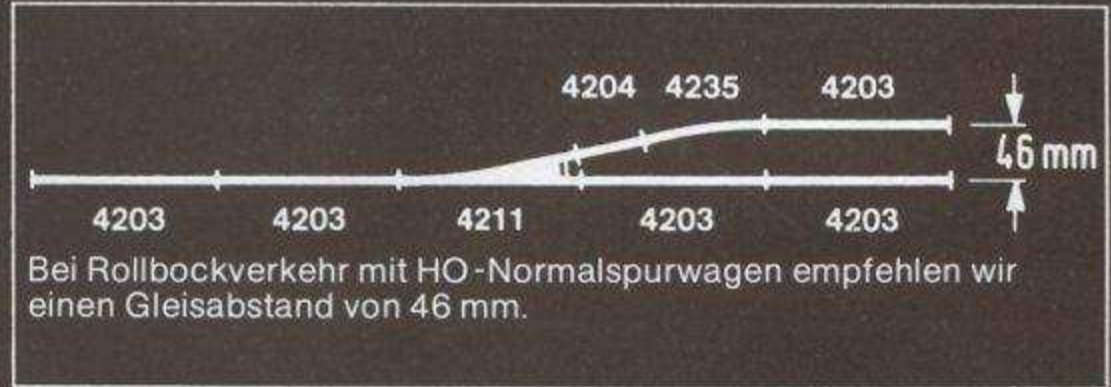 4204 4235 4203
46 mm
4203 4203 4211 4203 4203
Bei Rollbockverkehr mit HO-Normalspurwagen empfehlen wir
einen Gleisabstand von 46 mm.